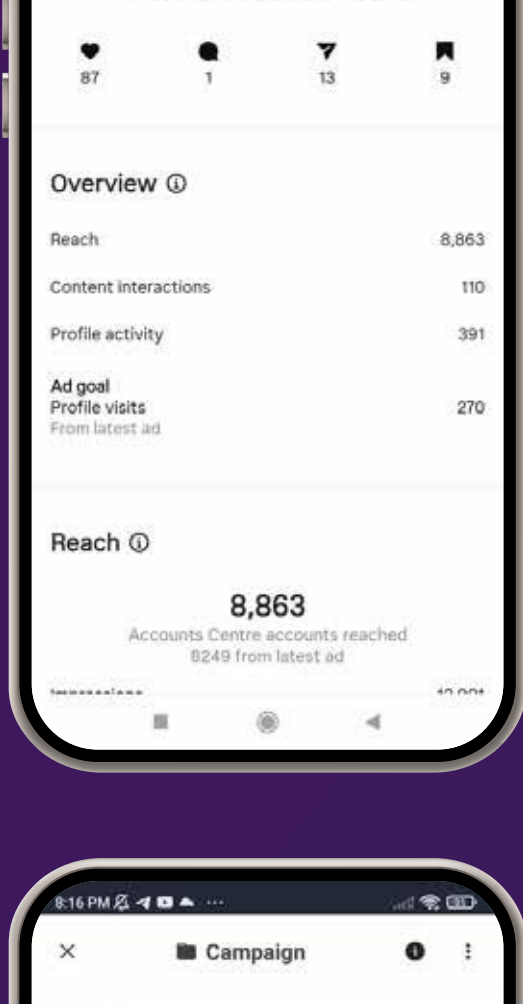 87 1 13 9
Overview
Reach 8,863
Content interactions 110
Profile activity 391
Ad goal
Profile visits 270
From latest ad
Reach
8,863
Accounts Centre accounts reached
8249 from latest ad
8:16 PM
Campaign